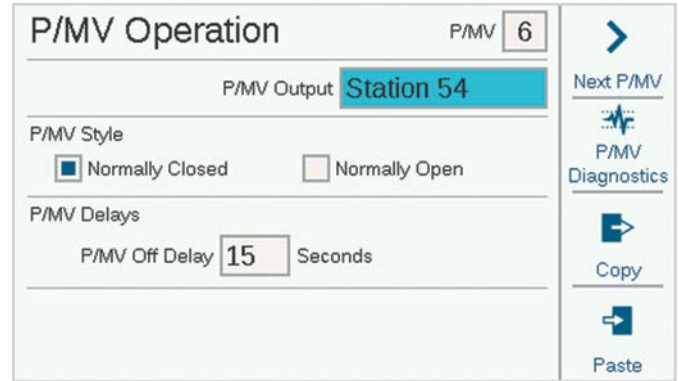 P/MV Operation P/MV 6
P/MV Output Station 54
P/MV Style
Normally Closed Normally Open
P/MV Delays
P/MV Off Delay 15 Seconds
Next P/MV
P/MV
Diagnostics
Copy
Paste